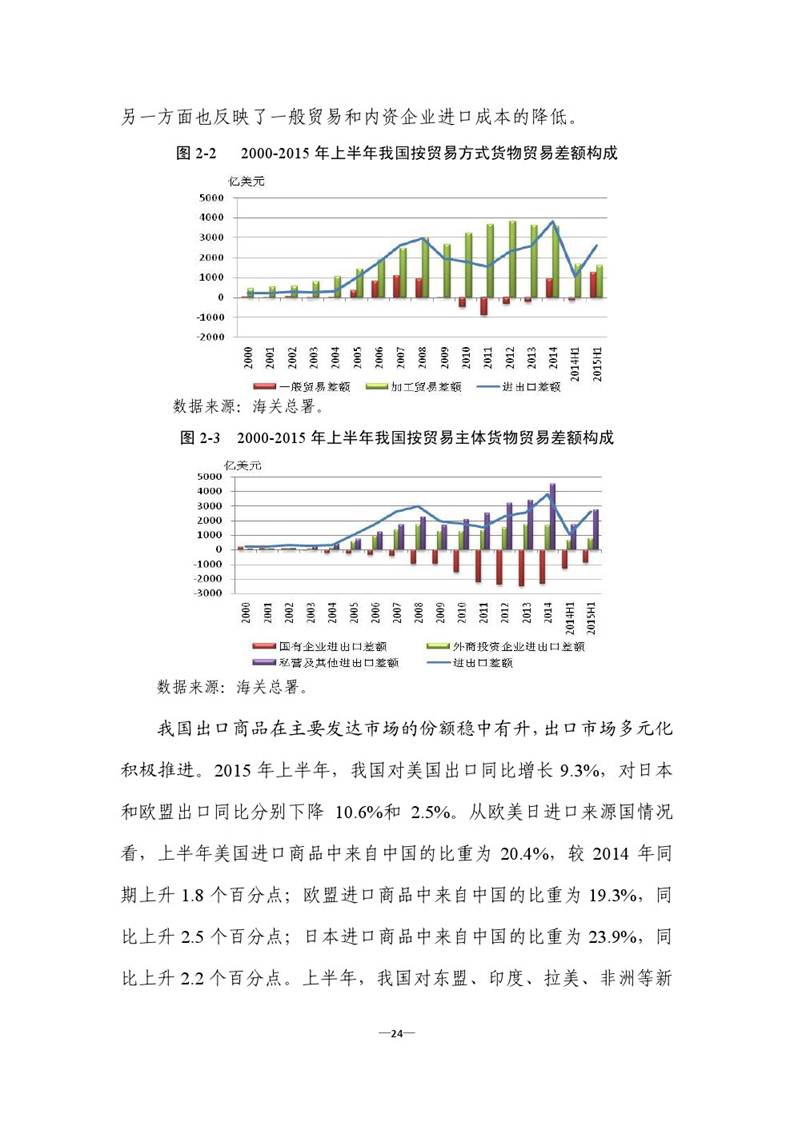 另一方面也反映了一般贸易和内资企业进口成本的降低。
图 2-2 2000-2015 年上半年我国按贸易方式货物贸易差额构成
亿美元
5000
4000
3000
2000
1000
0
-1000
-2000
2000 2001 2002 2003 2004 2005 2006 2007 2008 2009 2010 2011 2012 2013 2014 2014H1 2015H1
一般贸易差额 加工贸易差额 进出口差额
数据来源：海关总署。
图 2-3 2000-2015 年上半年我国按贸易主体货物贸易差额构成
亿美元
5000
4000
3000
2000
1000
0
-1000
-2000
-3000
2000 2001 2002 2003 2004 2005 2006 2007 2008 2009 2010 2011 2012 2013 2014 2014H1 2015H1
国有企业进出口差额 外商投资企业进出口差额
私营及其他进出口差额 进出口差额
数据来源：海关总署。
我国出口商品在主要发达市场的份额稳中有升，出口市场多元化
积极推进。2015 年上半年，我国对美国出口同比增长 9.3%，对日本
和欧盟出口同比分别下降 10.6%和 2.5%。从欧美日进口来源国情况
看，上半年美国进口商品中来自中国的比重为 20.4%，较 2014 年同
期上升 1.8 个百分点；欧盟进口商品中来自中国的比重为 19.3%，同
比上升 2.5 个百分点；日本进口商品中来自中国的比重为 23.9%，同
比上升 2.2 个百分点。上半年，我国对东盟、印度、拉美、非洲等新
—24—